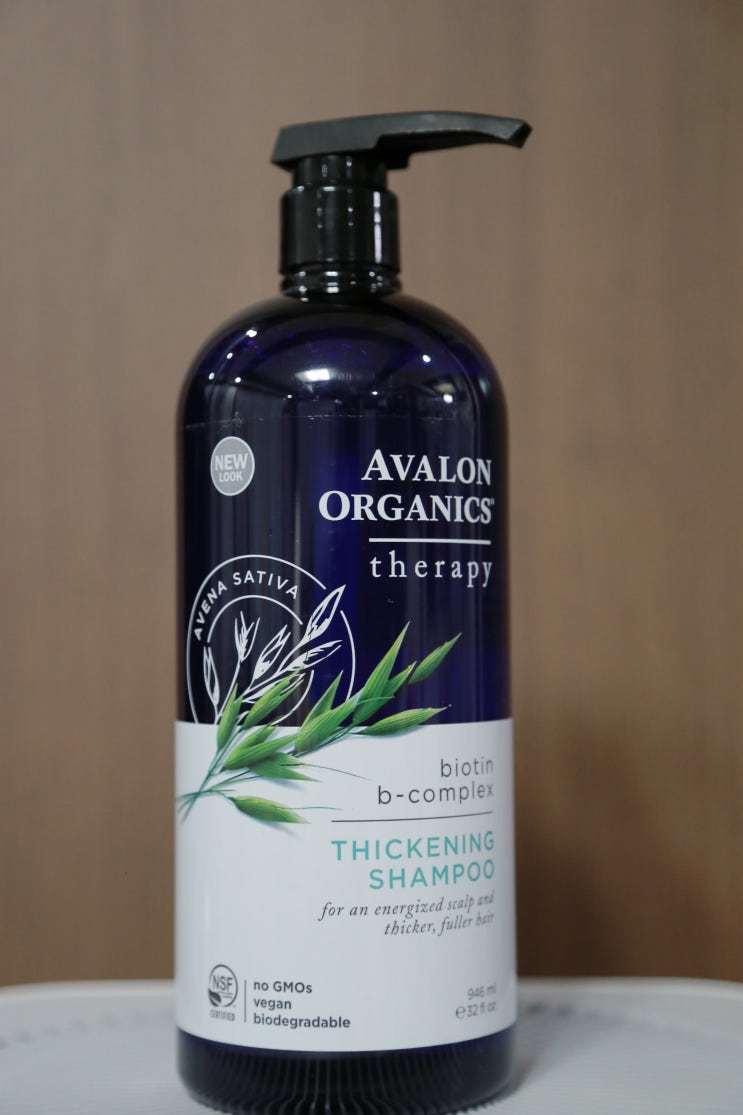 NEW
LOOK
AVALON
ORGANICS®
therapy
AVENA SATIVA
biotin
b-complex
THICKENING
SHAMPOO
for an energized scalp and
thicker, fuller hair
NSF
CERTIFIED
no GMOs
vegan
biodegradable
946 ml
℮32 fl oz